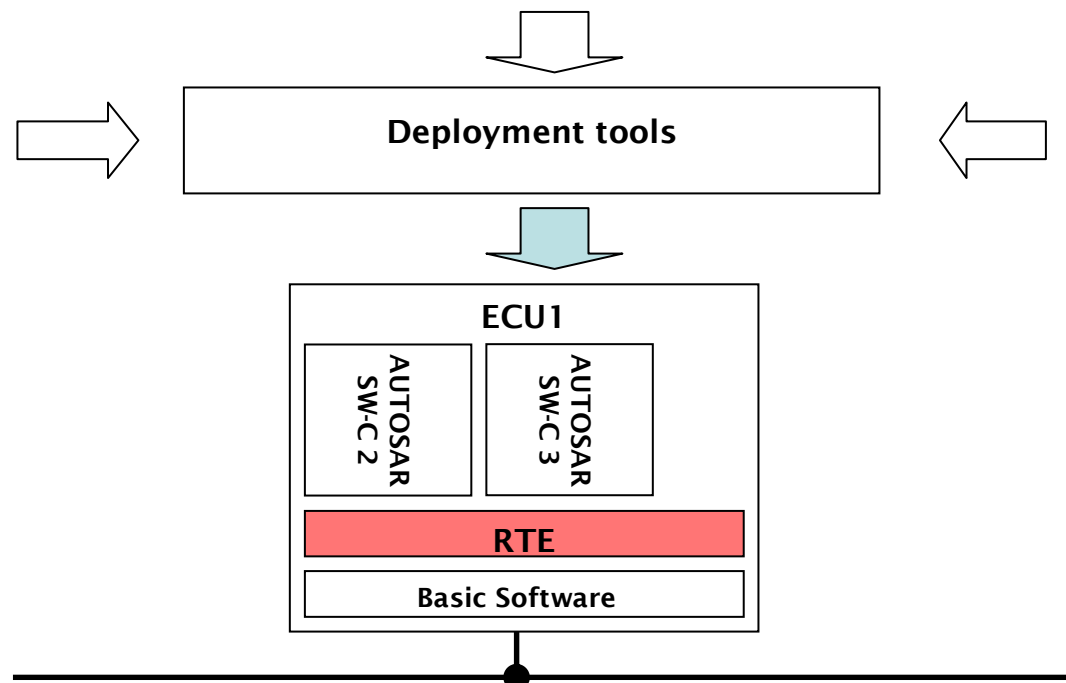 Deployment tools
ECU1
AUTOSAR
SW-C 2
AUTOSAR
SW-C 3
RTE
Basic Software